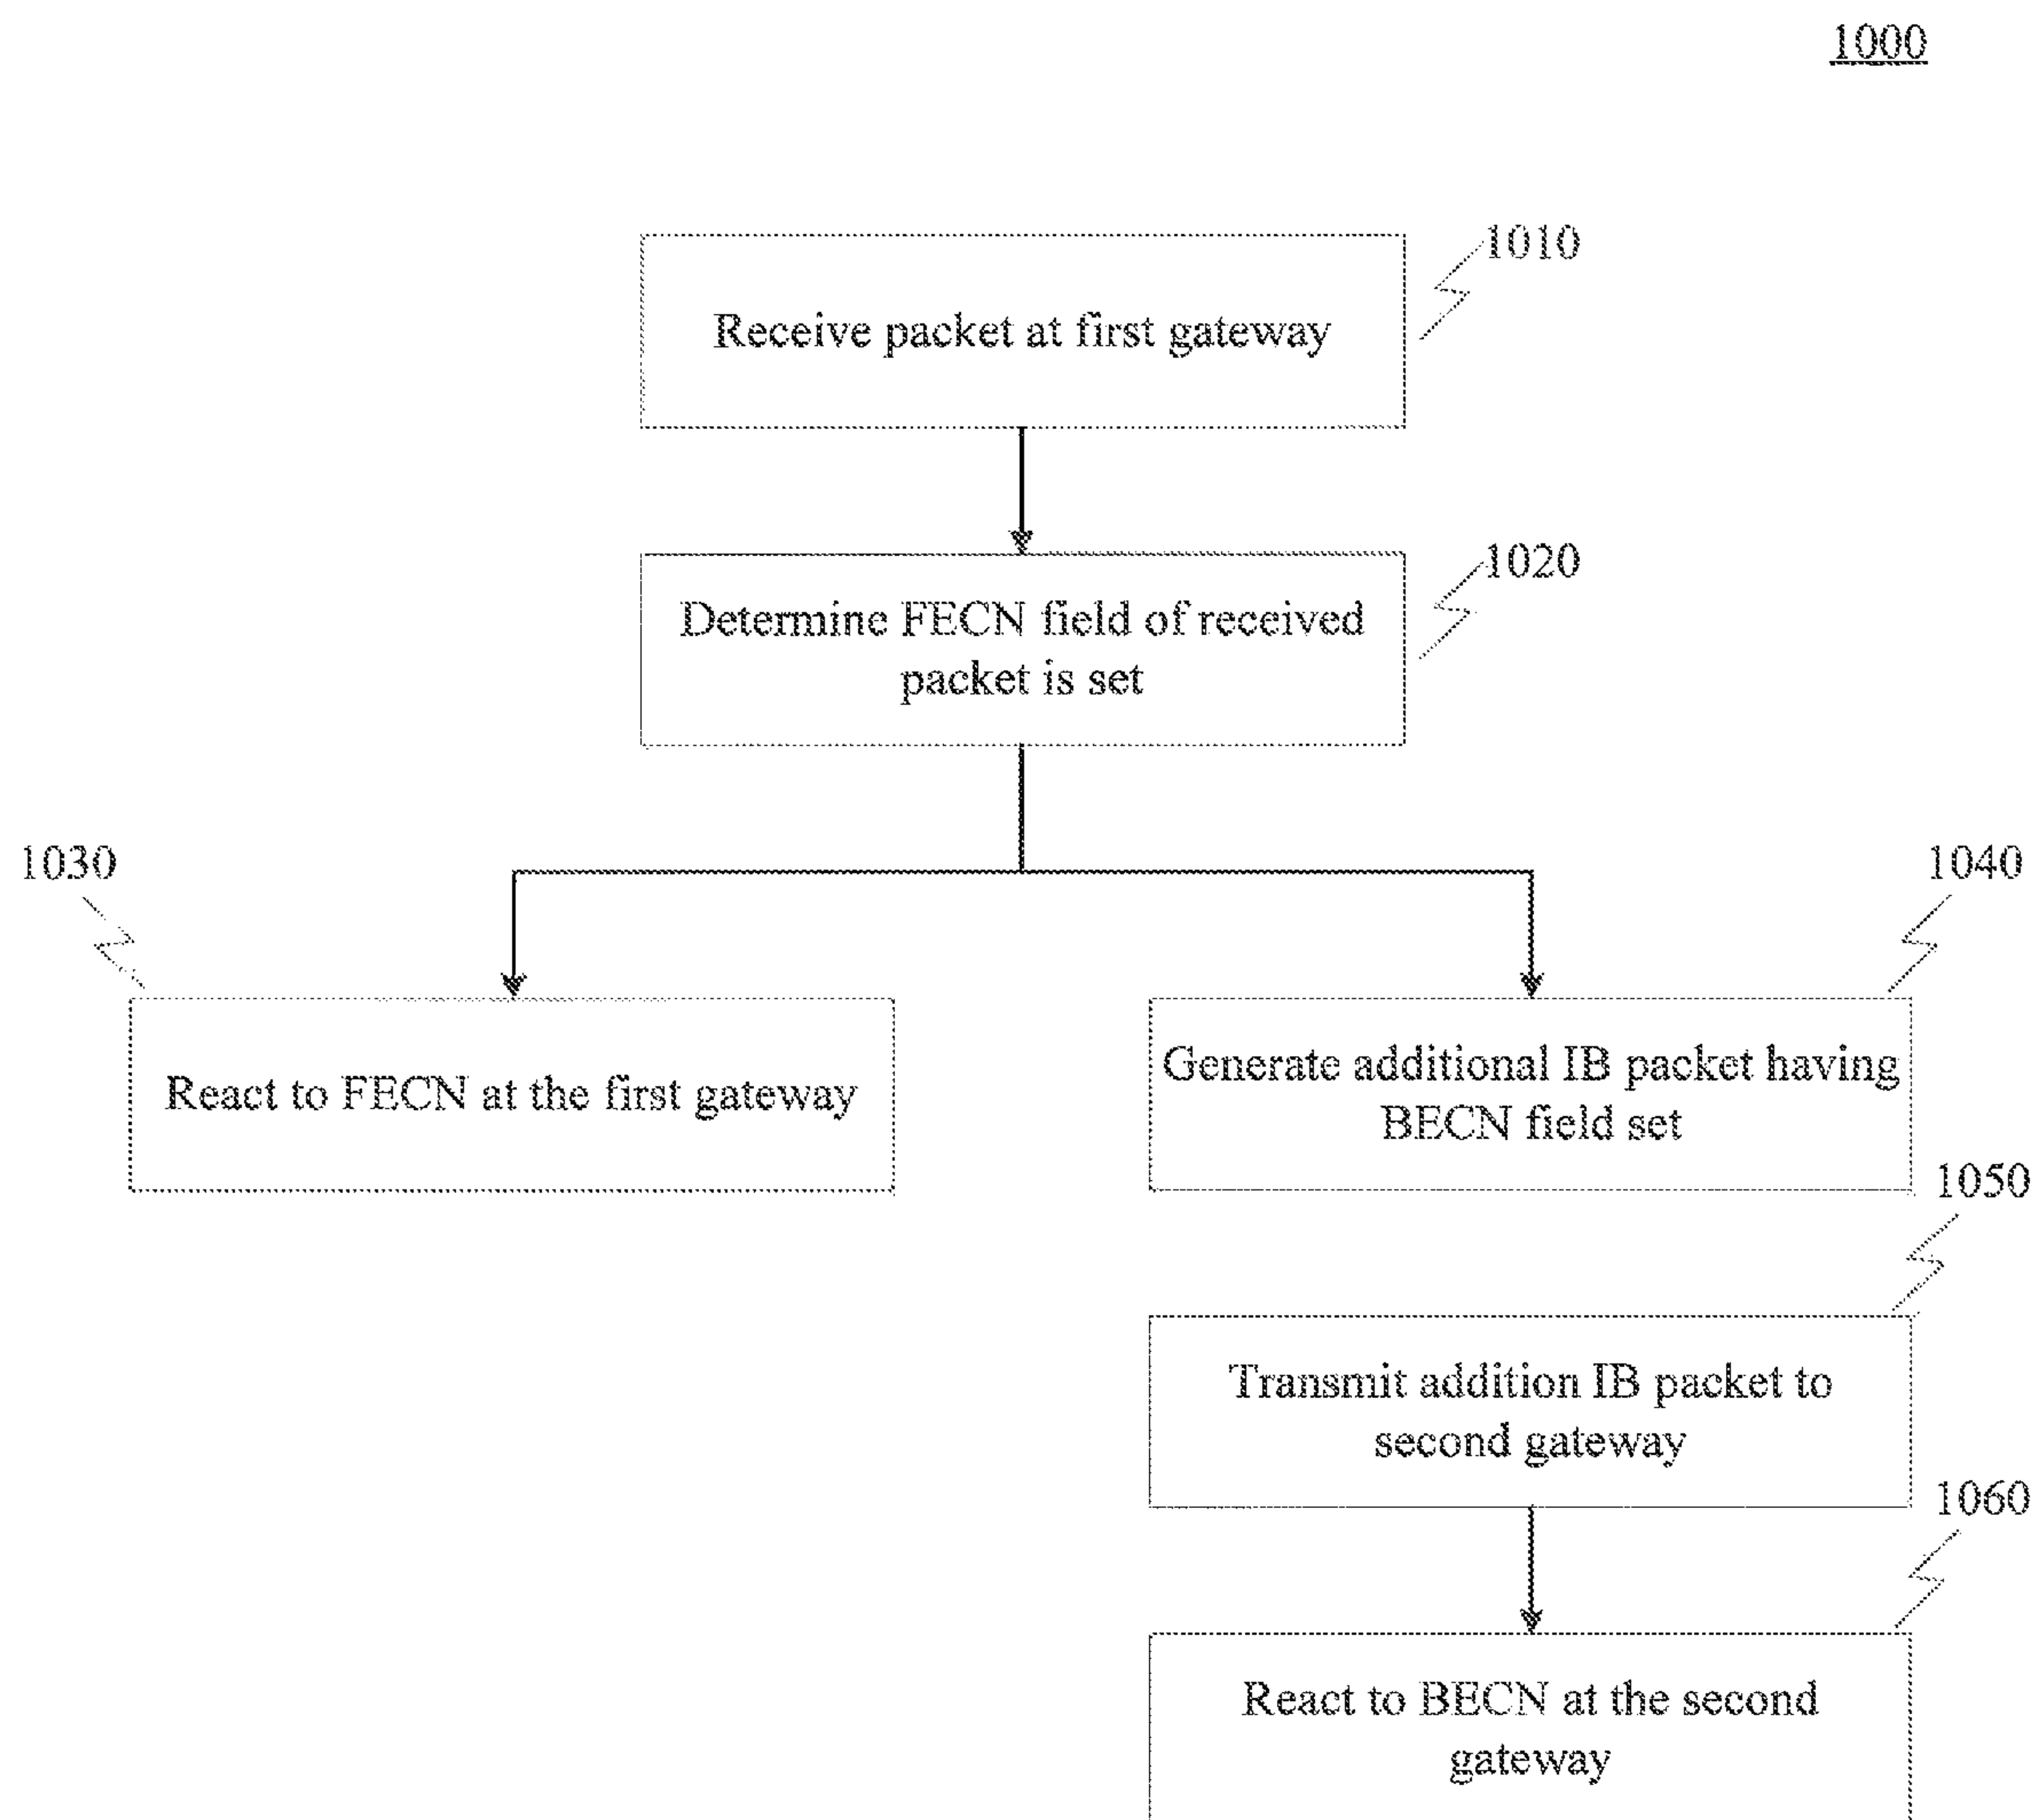 1000
1010
Receive packet at first gateway
1020
Determine FECN field of received
packet is set
1030
1040
React to FECN at the first gateway
Generate additional IB packet having
BECN field set
1050
Transmit addition IB packet to
second gateway
1060
React to BECN at the second
gateway